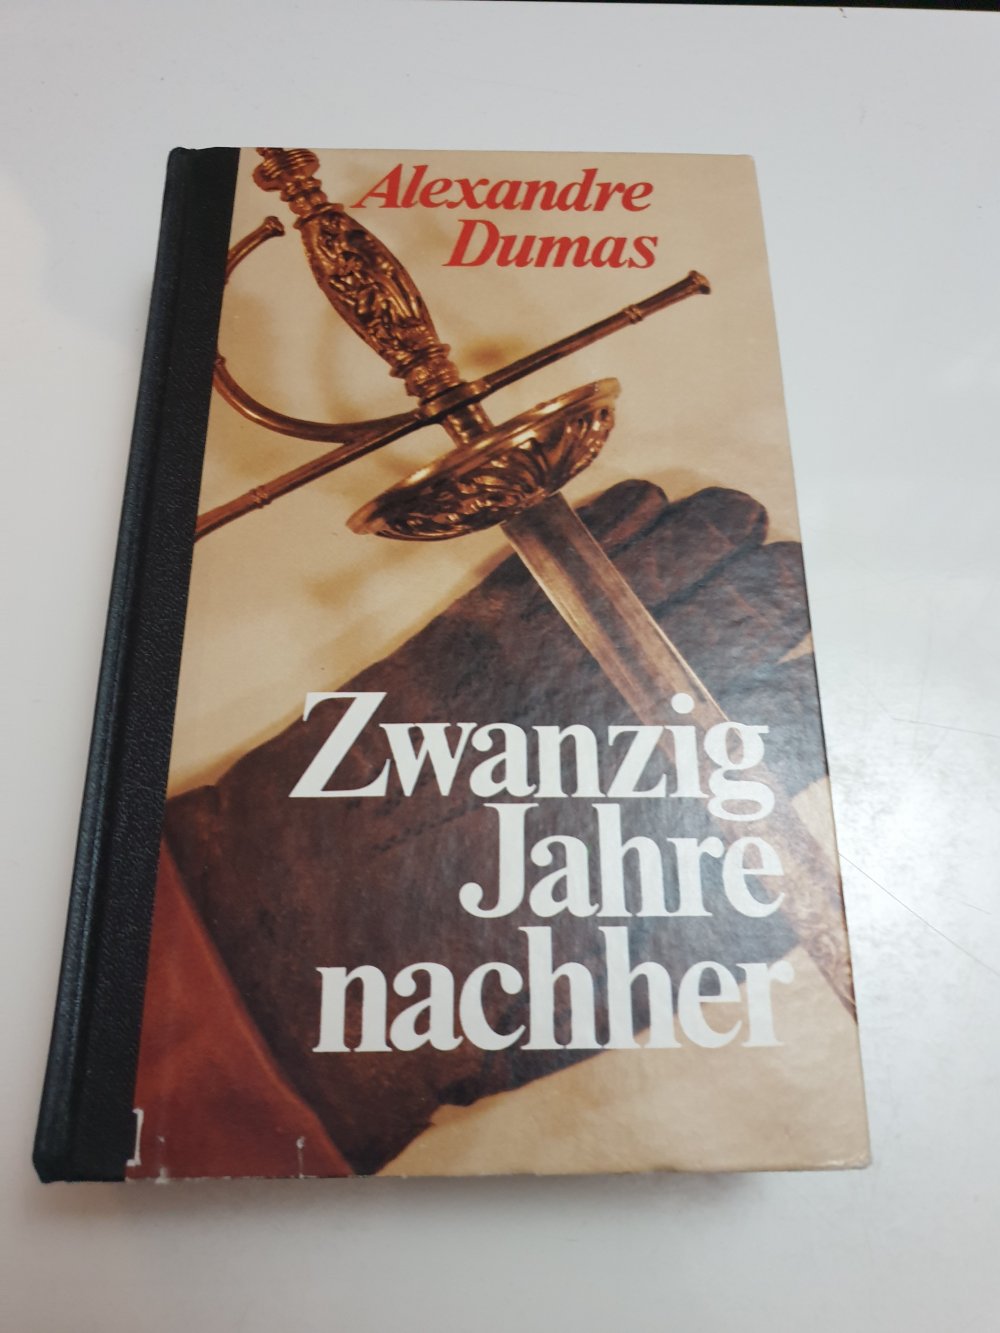 Alexandre
Dumas
Zwanzig
Jahre
nachher